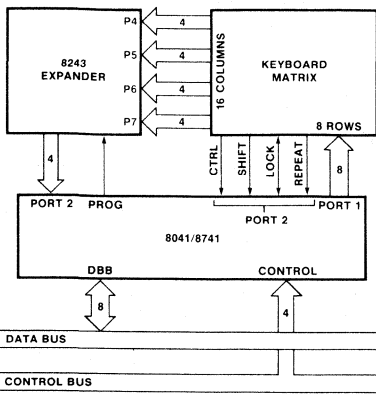 8243
EXPANDER
P4
P5
P6
P7
4
4
4
4
16 COLUMNS
KEYBOARD
MATRIX
8 ROWS
4
CTRL
SHIFT
LOCK
REPEAT
8
PORT 2
PROG
PORT 2
PORT 1
8041/8741
DBB
CONTROL
8
4
DATA BUS
CONTROL BUS